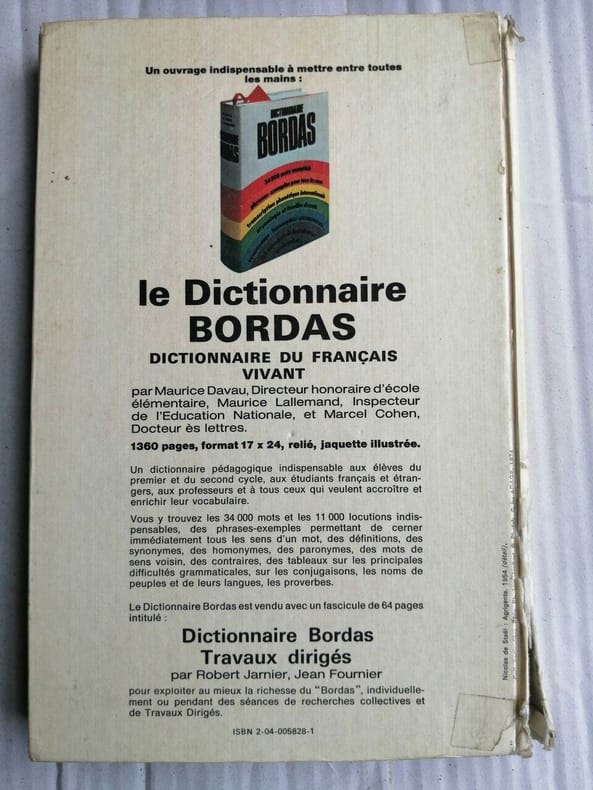 Un ouvrage indispensable à mettre entre toutes
les mains :
DICTIONNAIRE
BORDAS
BORDAS
34000 mots
transcription phonétique internationale
le Dictionnaire
BORDAS
DICTIONNAIRE DU FRANÇAIS
VIVANT
par Maurice Davau, Directeur honoraire d'école
élémentaire, Maurice Lallemand, Inspecteur
de l'Education Nationale, et Marcel Cohen,
Docteur ès lettres.
1360 pages, format 17 x 24, relié, jaquette illustrée.
Un dictionnaire pédagogique indispensable aux élèves du
premier et du second cycle, aux étudiants français et étran-
gers, aux professeurs et à tous ceux qui veulent accroître et
enrichir leur vocabulaire.
Vous y trouvez les 34 000 mots et les 11 000 locutions indis-
pensables, des phrases-exemples permettant de cerner
immédiatement tous les sens d'un mot, des définitions, des
synonymes, des homonymes, des paronymes, des mots de
sens voisin, des contraires, des tableaux sur les principales
difficultés grammaticales, sur les conjugaisons, les noms de
peuples et de leurs langues, les proverbes.
Le Dictionnaire Bordas est vendu avec un fascicule de 64 pages
intitulé :
Dictionnaire Bordas
Travaux dirigés
par Robert Jarnier, Jean Fournier
pour exploiter au mieux la richesse du "Bordas", individuelle-
ment ou pendant des séances de recherches collectives et
de Travaux Dirigés.
ISBN 2-04-005828-1
Nicolas de Staël : Agrigente, 1954 (détail),